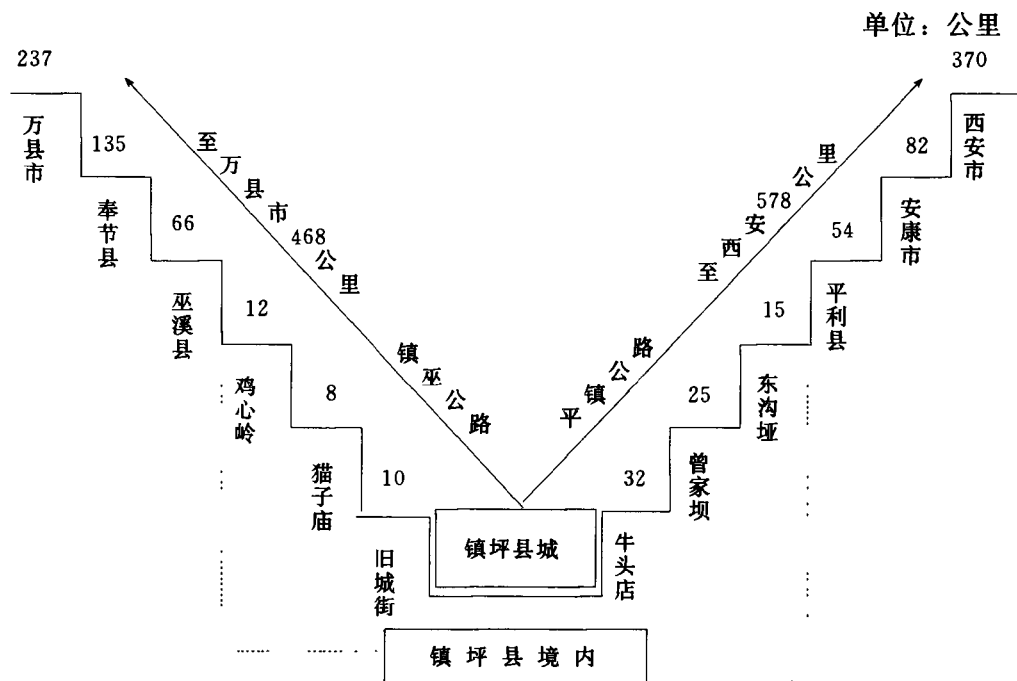 单位：公里
237
370
万县市
135
82
西安市
奉节县
66
54
安康市
巫溪县
12
15
平利县
鸡心岭
8
25
东沟垭
猫子庙
10
32
曾家坝
旧城街
牛头店
至万县市468公里
镇巫公路
至西安578公里
平镇公路
镇坪县城
镇坪县境内